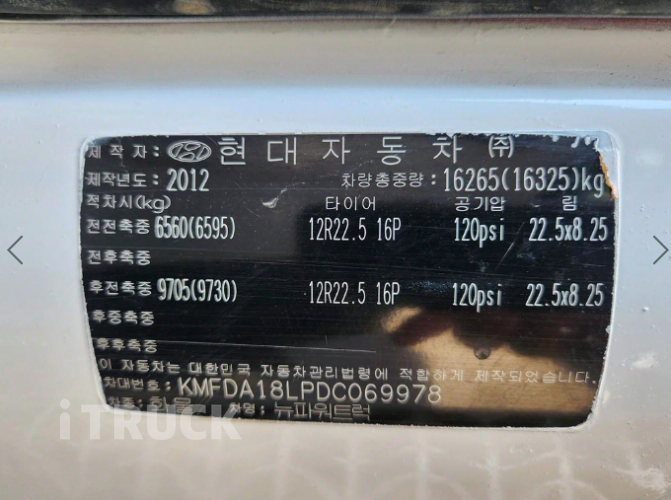 제 작 자: 현 대 자 동 차 ㈜
제작년도: 2012 차량총중량: 16265(16325)kg
적차시(kg) 타이어 공기압 림
전전축중 6560(6595) 12R22.5 16P 120psi 22.5x8.25
전후축중
후전축중 9705(9730) 12R22.5 16P 120psi 22.5x8.25
후중축중
후후축중
이 자동차는 대한민국 자동차관리법령에 적합하게 제작되었습니다.
차대번호: KMFDA18LPDC069978
차종: 화물 차명: 뉴파워트럭
iTRUCK